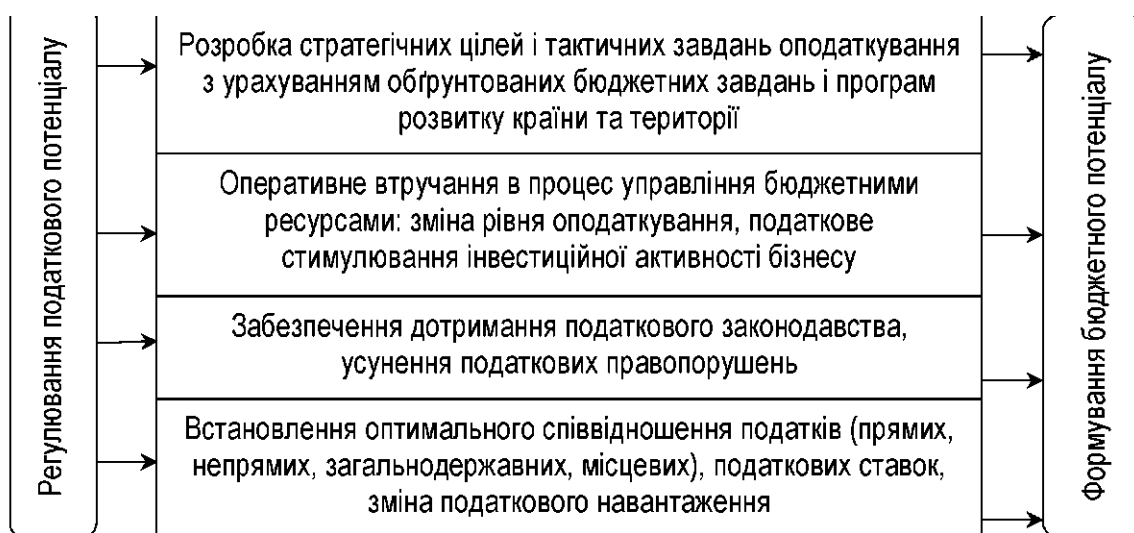 Регулювання податкового потенціалу
Розробка стратегічних цілей і тактичних завдань оподаткування
з урахуванням обґрунтованих бюджетних завдань і програм
розвитку країни та території
Оперативне втручання в процес управління бюджетними
ресурсами: зміна рівня оподаткування, податкове
стимулювання інвестиційної активності бізнесу
Забезпечення дотримання податкового законодавства,
усунення податкових правопорушень
Встановлення оптимального співвідношення податків (прямих,
непрямих, загальнодержавних, місцевих), податкових ставок,
зміна податкового навантаження
Формування бюджетного потенціалу